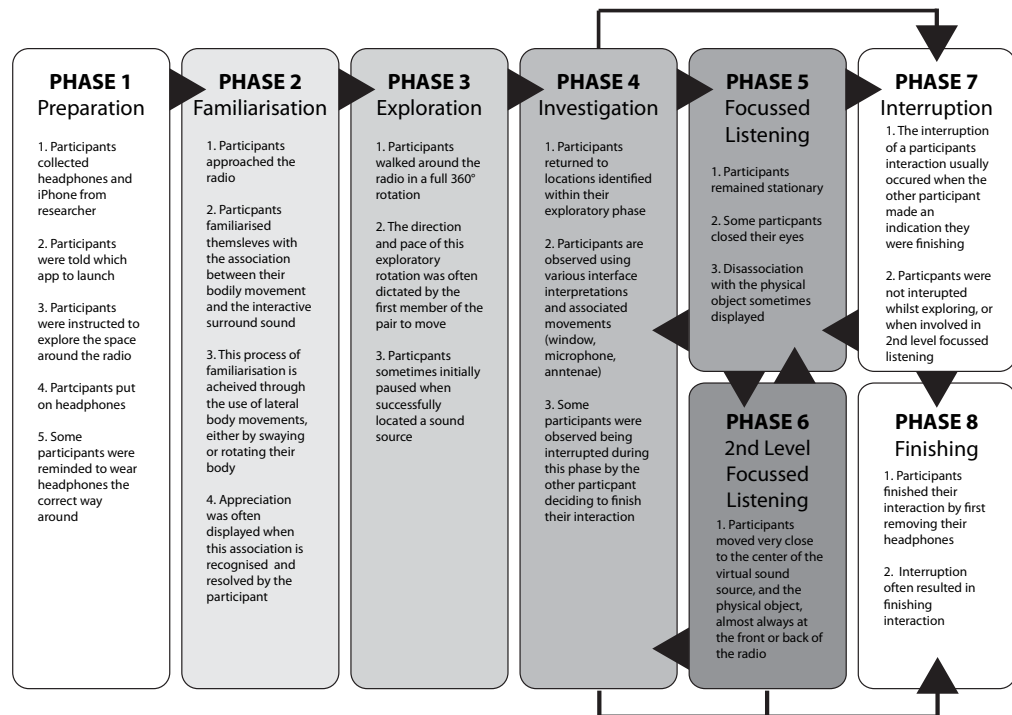 PHASE 1
Preparation
1. Participants
collected
headphones and
iPhone from
researcher
2. Participants
were told which
app to launch
3. Participants
were instructed to
explore the space
around the radio
4. Partcipants put
on headphones
5. Some
participants were
reminded to wear
headphones the
correct way
around
PHASE 2
Familiarisation
1. Participants
approached the
radio
2. Particpants
familiarised
themsleves with
the association
between their
bodily movement
and the interactive
surround sound
3. This process of
familiarisation is
acheived through
the use of lateral
body movements,
either by swaying
or rotating their
body
4. Appreciation
was often
displayed when
this association is
recognised and
resolved by the
participant
PHASE 3
Exploration
1. Participants
walked around the
radio in a full 360°
rotation
2. The direction
and pace of this
exploratory
rotation was often
dictated by the
first member of the
pair to move
3. Partcipants
sometimes initially
paused when
successfully
located a sound
source
PHASE 4
Investigation
1. Participants
returned to
locations identified
within their
exploratory phase
2. Participants are
observed using
various interface
interpretations
and associated
movements
(window,
microphone,
anntenae)
3. Some
participants were
observed being
interrupted during
this phase by the
other particpant
deciding to finish
their interaction
PHASE 5
Focussed
Listening
1. Participants
remained stationary
2. Some particpants
closed their eyes
3. Disassociation
with the physical
object sometimes
displayed
PHASE 6
2nd Level
Focussed
Listening
1. Participants
moved very close
to the center of the
virtual sound
source, and the
physical object,
almost always at
the front or back of
the radio
PHASE 7
Interruption
1. The interruption
of a participants
interaction usually
occured when the
other participant
made an
indication they
were finishing
2. Particpants were
not interupted
whilst exploring, or
when involved in
2nd level focussed
listening
PHASE 8
Finishing
1. Participants
finished their
interaction by first
removing their
headphones
2. Interruption
often resulted in
finishing
interaction